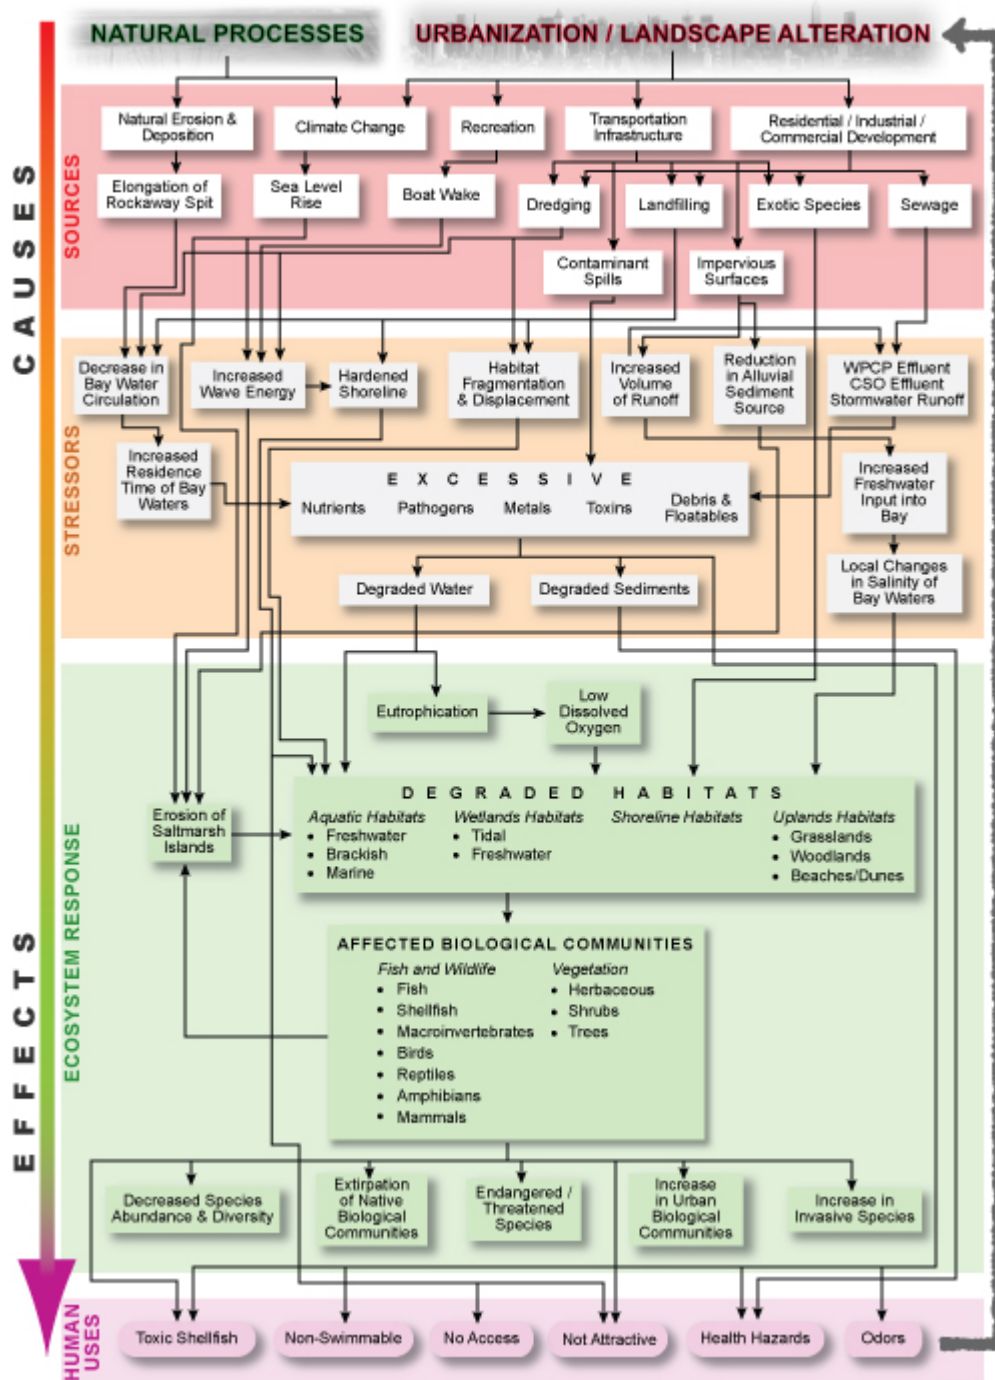 NATURAL PROCESSES
URBANIZATION / LANDSCAPE ALTERATION
CAUSES
EFFECTS
SOURCES
Natural Erosion &
Deposition
Climate Change
Recreation
Transportation
Infrastructure
Residential / Industrial /
Commercial Development
Elongation of
Rockaway Spit
Sea Level
Rise
Boat Wake
Dredging
Landfilling
Exotic Species
Sewage
Contaminant
Spills
Impervious
Surfaces
STRESSORS
Decrease in
Bay Water
Circulation
Increased
Wave Energy
Hardened
Shoreline
Habitat
Fragmentation
& Displacement
Increased
Volume
of Runoff
Reduction
in Alluvial
Sediment
Source
WPCP Effluent
CSO Effluent
Stormwater Runoff
Increased
Residence
Time of Bay
Waters
EXCESSIVE
Nutrients
Pathogens
Metals
Toxins
Debris &
Floatables
Increased
Freshwater
Input into
Bay
Degraded Water
Degraded Sediments
Local Changes
in Salinity of
Bay Waters
ECOSYSTEM RESPONSE
Eutrophication
Low
Dissolved
Oxygen
Erosion of
Saltmarsh
Islands
DEGRADED HABITATS
Aquatic Habitats
• Freshwater
• Brackish
• Marine
Wetlands Habitats
• Tidal
• Freshwater
Shoreline Habitats
Uplands Habitats
• Grasslands
• Woodlands
• Beaches/Dunes
AFFECTED BIOLOGICAL COMMUNITIES
Fish and Wildlife
• Fish
• Shellfish
• Macroinvertebrates
• Birds
• Reptiles
• Amphibians
• Mammals
Vegetation
• Herbaceous
• Shrubs
• Trees
Decreased Species
Abundance & Diversity
Extirpation
of Native
Biological
Communities
Endangered /
Threatened
Species
Increase
in Urban
Biological
Communities
Increase in
Invasive Species
HUMAN
USES
Toxic Shellfish
Non-Swimmable
No Access
Not Attractive
Health Hazards
Odors